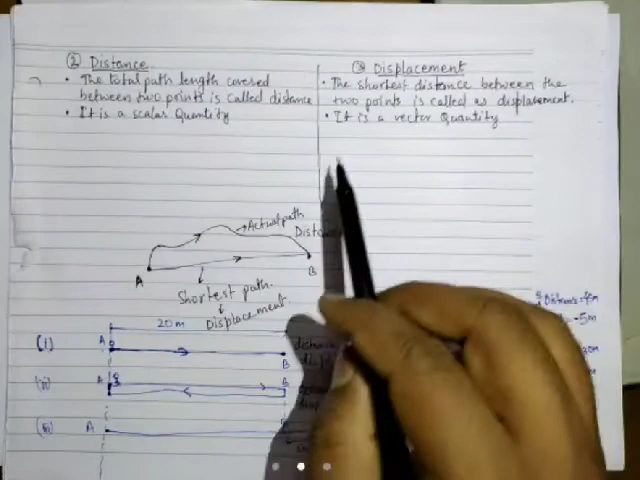 ② Distance
• The total path length covered
between two points is called distance
• It is a scalar Quantity
③ Displacement
• The shortest distance between the
two points is called as displacement.
• It is a vector Quantity
Actual path
A
B
Shortest path.
Displacement.
20 m
(i) A B
(ii) A B
(iii) A
Distance = 4m
5m